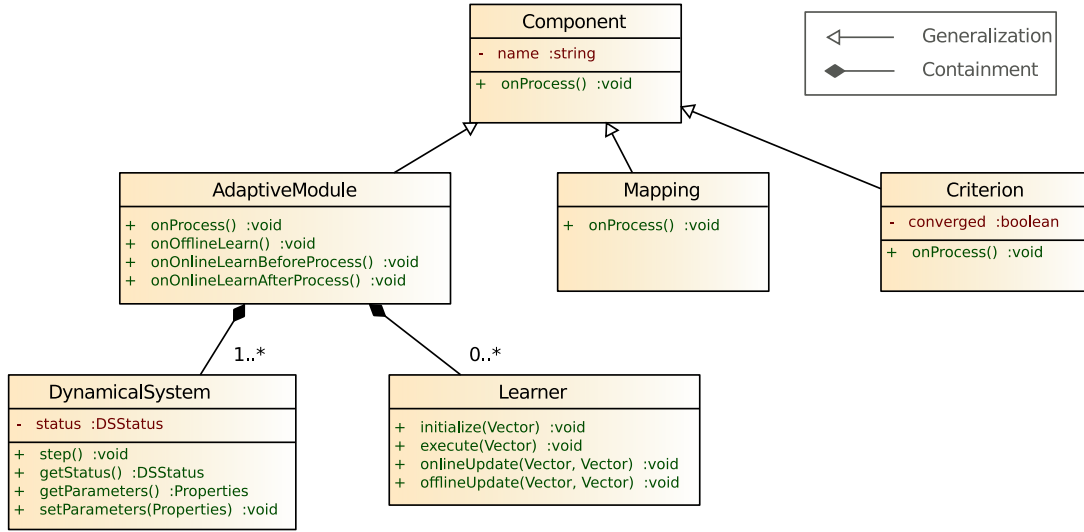 Component
- name :string
+ onProcess() :void
Generalization
Containment
AdaptiveModule
+ onProcess() :void
+ onOfflineLearn() :void
+ onOnlineLearnBeforeProcess() :void
+ onOnlineLearnAfterProcess() :void
Mapping
+ onProcess() :void
Criterion
- converged :boolean
+ onProcess() :void
1..*
0..*
DynamicalSystem
- status :DSStatus
+ step() :void
+ getStatus() :DSStatus
+ getParameters() :Properties
+ setParameters(Properties) :void
Learner
+ initialize(Vector) :void
+ execute(Vector) :void
+ onlineUpdate(Vector, Vector) :void
+ offlineUpdate(Vector, Vector) :void